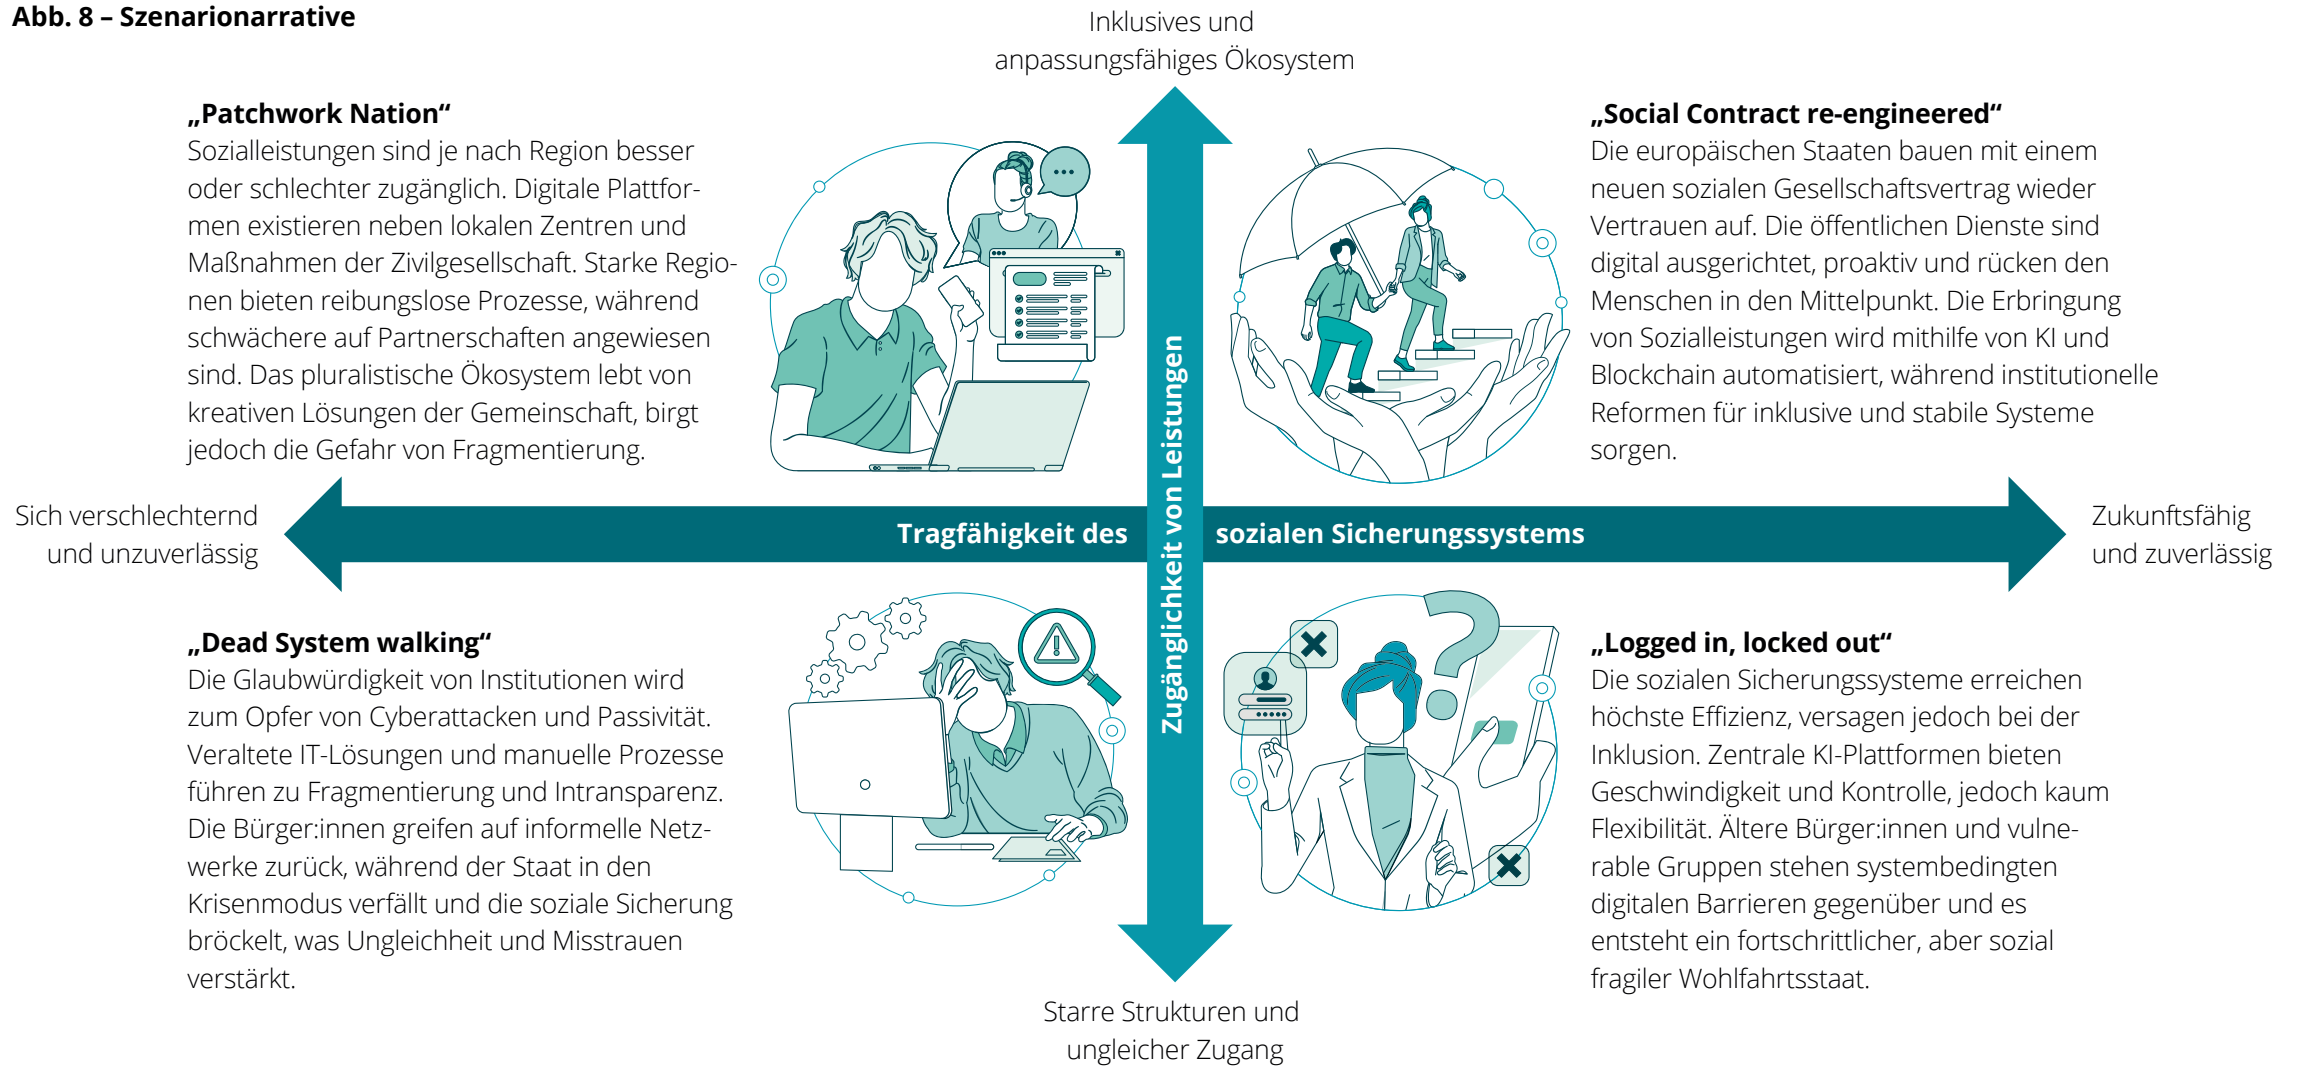 Abb. 8 – Szenarionarrative
Inklusives und
anpassungsfähiges Ökosystem
„Patchwork Nation“
Sozialleistungen sind je nach Region besser
oder schlechter zugänglich. Digitale Plattfor-
men existieren neben lokalen Zentren und
Maßnahmen der Zivilgesellschaft. Starke Regio-
nen bieten reibungslose Prozesse, während
schwächere auf Partnerschaften angewiesen
sind. Das pluralistische Ökosystem lebt von
kreativen Lösungen der Gemeinschaft, birgt
jedoch die Gefahr von Fragmentierung.
„Social Contract re-engineered“
Die europäischen Staaten bauen mit einem
neuen sozialen Gesellschaftsvertrag wieder
Vertrauen auf. Die öffentlichen Dienste sind
digital ausgerichtet, proaktiv und rücken den
Menschen in den Mittelpunkt. Die Erbringung
von Sozialleistungen wird mithilfe von KI und
Blockchain automatisiert, während institutionelle
Reformen für inklusive und stabile Systeme
sorgen.
Sich verschlechternd
und unzuverlässig
Tragfähigkeit des sozialen Sicherungssystems
Zugänglichkeit von Leistungen
Zukunftsfähig
und zuverlässig
„Dead System walking“
Die Glaubwürdigkeit von Institutionen wird
zum Opfer von Cyberattacken und Passivität.
Veraltete IT-Lösungen und manuelle Prozesse
führen zu Fragmentierung und Intransparenz.
Die Bürger:innen greifen auf informelle Netz-
werke zurück, während der Staat in den
Krisenmodus verfällt und die soziale Sicherung
bröckelt, was Ungleichheit und Misstrauen
verstärkt.
„Logged in, locked out“
Die sozialen Sicherungssysteme erreichen
höchste Effizienz, versagen jedoch bei der
Inklusion. Zentrale KI-Plattformen bieten
Geschwindigkeit und Kontrolle, jedoch kaum
Flexibilität. Ältere Bürger:innen und vulne-
rable Gruppen stehen systembedingten
digitalen Barrieren gegenüber und es
entsteht ein fortschrittlicher, aber sozial
fragiler Wohlfahrtsstaat.
Starre Strukturen und
ungleicher Zugang